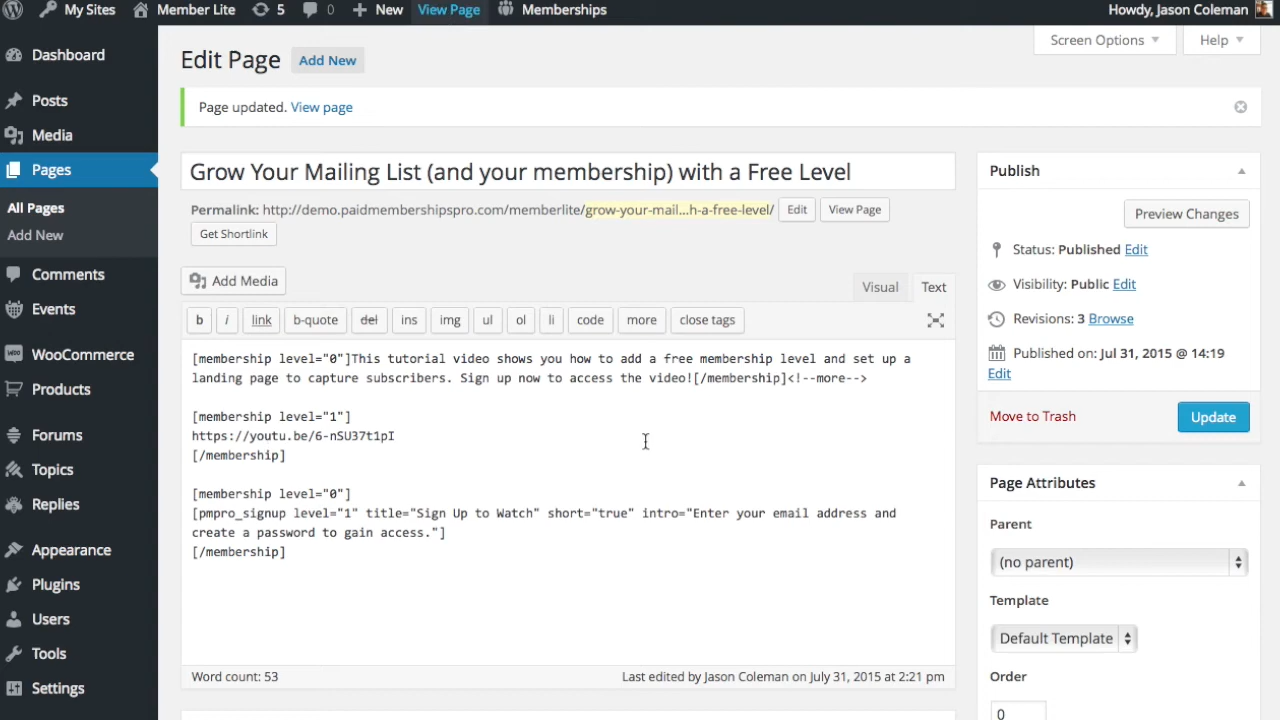 My Sites Member Lite 5 0 New View Page Memberships Howdy, Jason Coleman
Screen Options Help
Edit Page Add New
Page updated. View page
Dashboard
Posts
Media
Pages
All Pages
Add New
Comments
Events
WooCommerce
Products
Forums
Topics
Replies
Appearance
Plugins
Users
Tools
Settings
Grow Your Mailing List (and your membership) with a Free Level
Permalink: http://demo.paidmembershipspro.com/memberlite/grow-your-mail...h-a-free-level/ Edit View Page
Get Shortlink
Add Media
Visual Text
b i link b-quote del ins img ul ol li code more close tags
[membership level="0"]This tutorial video shows you how to add a free membership level and set up a
landing page to capture subscribers. Sign up now to access the video![/membership]<!--more-->
[membership level="1"]
https://youtu.be/6-nSU37t1pI
[/membership]
[membership level="0"]
[pmpro_signup level="1" title="Sign Up to Watch" short="true" intro="Enter your email address and
create a password to gain access."]
[/membership]
Word count: 53 Last edited by Jason Coleman on July 31, 2015 at 2:21 pm
Publish
Preview Changes
Status: Published Edit
Visibility: Public Edit
Revisions: 3 Browse
Published on: Jul 31, 2015 @ 14:19
Edit
Move to Trash Update
Page Attributes
Parent
(no parent)
Template
Default Template
Order
0